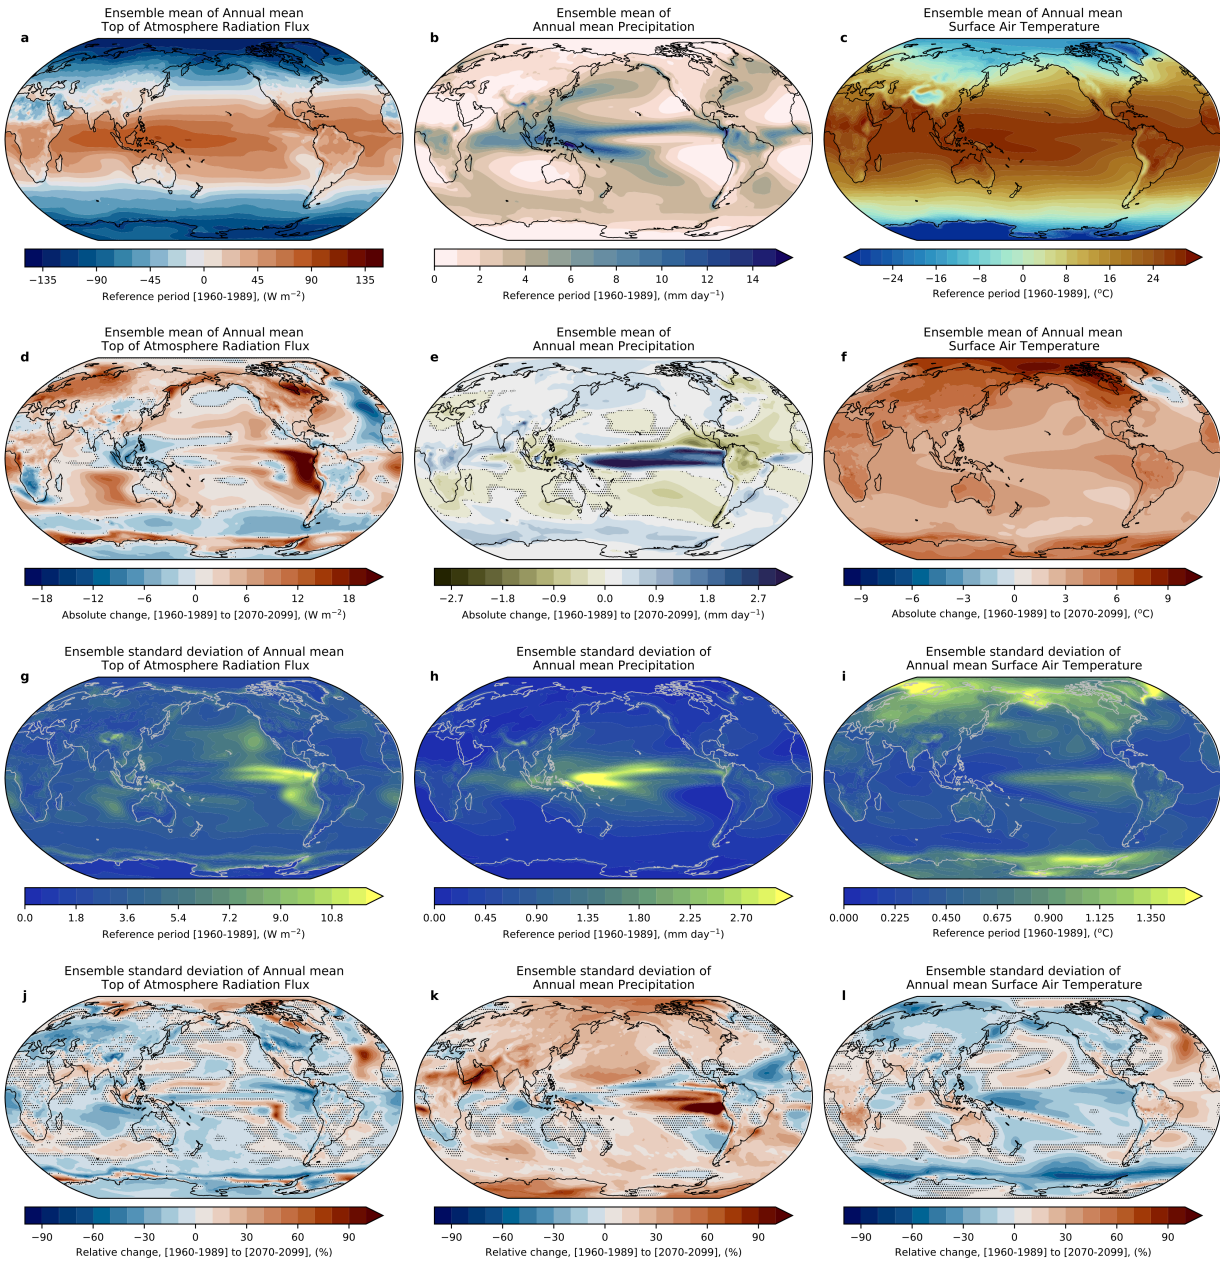 Ensemble mean of Annual mean
Top of Atmosphere Radiation Flux
a
−135 −90 −45 0 45 90 135
Reference period [1960-1989], (W m⁻²)
Ensemble mean of
Annual mean Precipitation
b
0 2 4 6 8 10 12 14
Reference period [1960-1989], (mm day⁻¹)
Ensemble mean of Annual mean
Surface Air Temperature
c
−24 −16 −8 0 8 16 24
Reference period [1960-1989], (°C)
Ensemble mean of Annual mean
Top of Atmosphere Radiation Flux
d
−18 −12 −6 0 6 12 18
Absolute change, [1960-1989] to [2070-2099], (W m⁻²)
Ensemble mean of
Annual mean Precipitation
e
−2.7 −1.8 −0.9 0.0 0.9 1.8 2.7
Absolute change, [1960-1989] to [2070-2099], (mm day⁻¹)
Ensemble mean of Annual mean
Surface Air Temperature
f
−9 −6 −3 0 3 6 9
Absolute change, [1960-1989] to [2070-2099], (°C)
Ensemble standard deviation of Annual mean
Top of Atmosphere Radiation Flux
g
0.0 1.8 3.6 5.4 7.2 9.0 10.8
Reference period [1960-1989], (W m⁻²)
Ensemble standard deviation of
Annual mean Precipitation
h
0.00 0.45 0.90 1.35 1.80 2.25 2.70
Reference period [1960-1989], (mm day⁻¹)
Ensemble standard deviation of
Annual mean Surface Air Temperature
i
0.000 0.225 0.450 0.675 0.900 1.125 1.350
Reference period [1960-1989], (°C)
Ensemble standard deviation of Annual mean
Top of Atmosphere Radiation Flux
j
−90 −60 −30 0 30 60 90
Relative change, [1960-1989] to [2070-2099], (%)
Ensemble standard deviation of
Annual mean Precipitation
k
−90 −60 −30 0 30 60 90
Relative change, [1960-1989] to [2070-2099], (%)
Ensemble standard deviation of
Annual mean Surface Air Temperature
l
−90 −60 −30 0 30 60 90
Relative change, [1960-1989] to [2070-2099], (%)